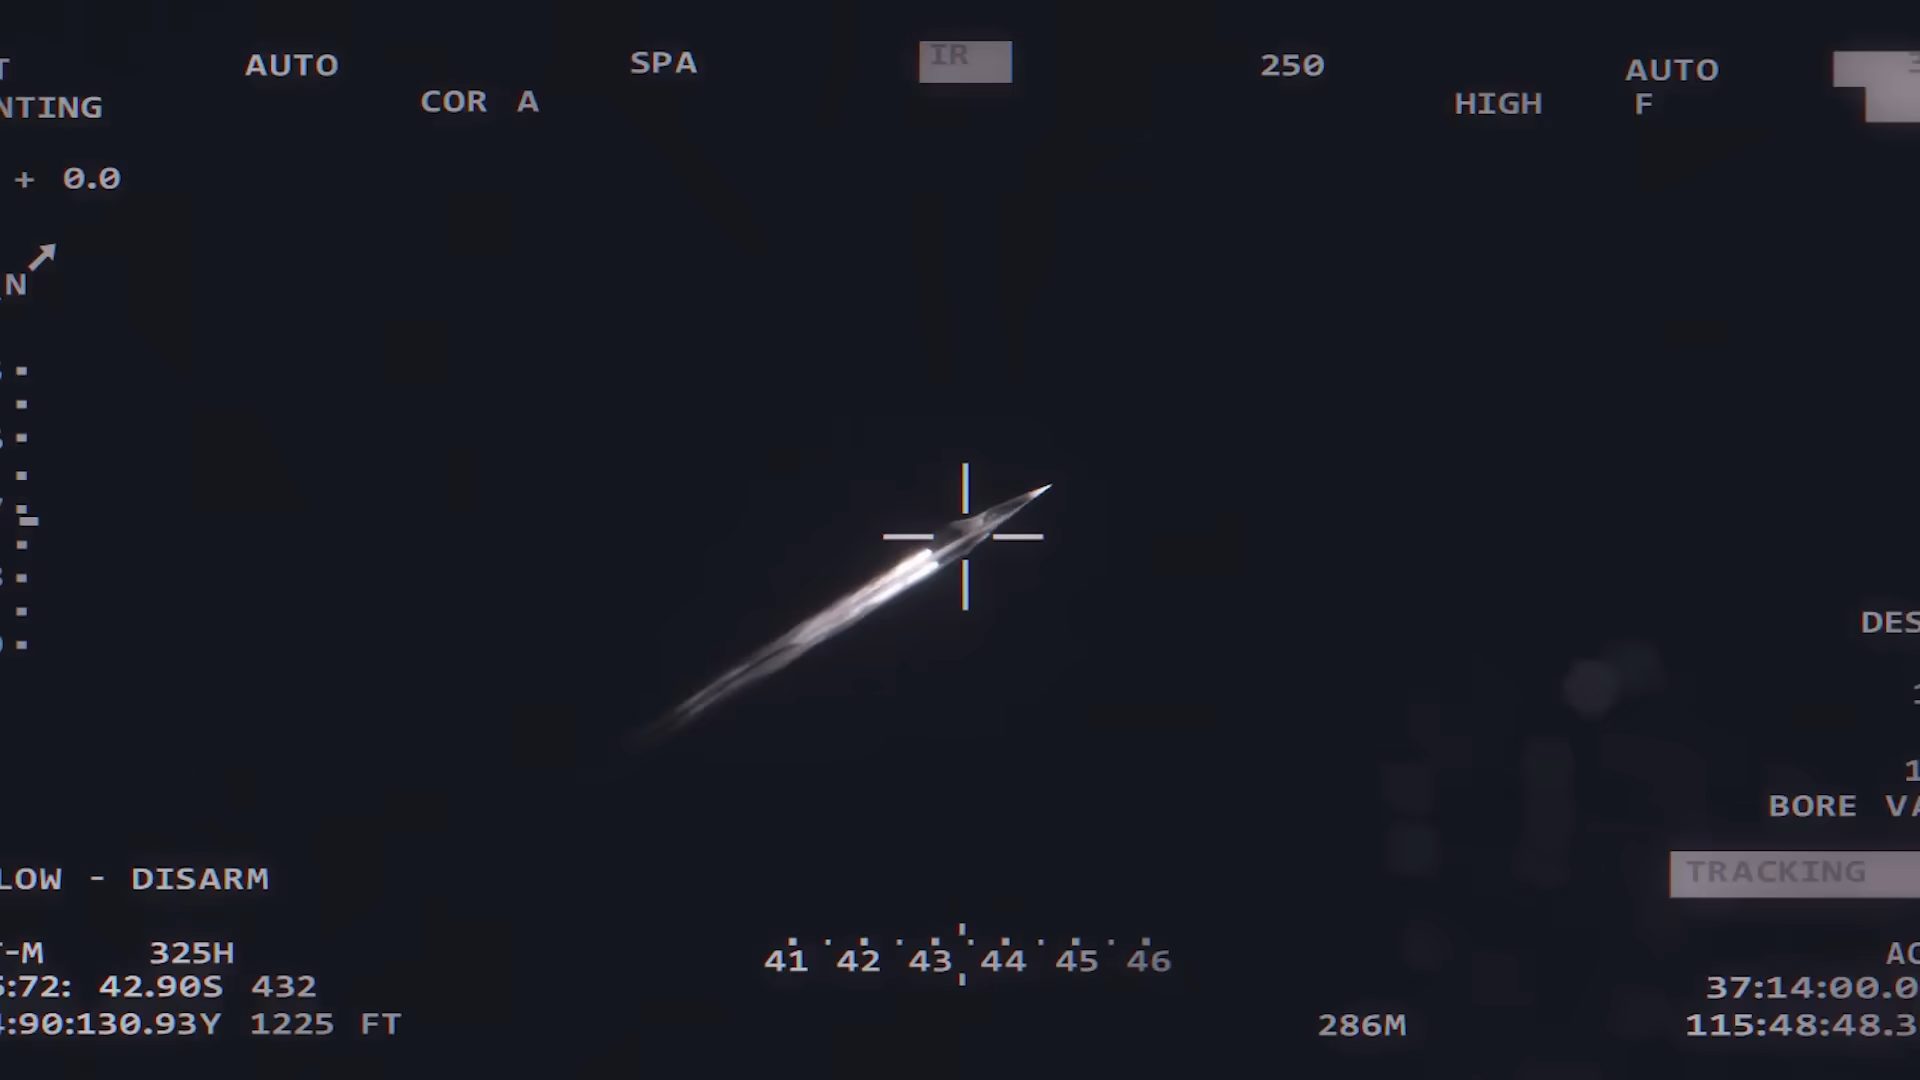 AUTO SPA IR 250 AUTO
COR A HIGH F
+ 0.0
N
DES
BORE
LOW - DISARM
TRACKING
-M 325H
:72: 42.90S 432
:90:130.93Y 1225 FT
41 42 43 44 45 46
286M
37:14:00.0
115:48:48.3